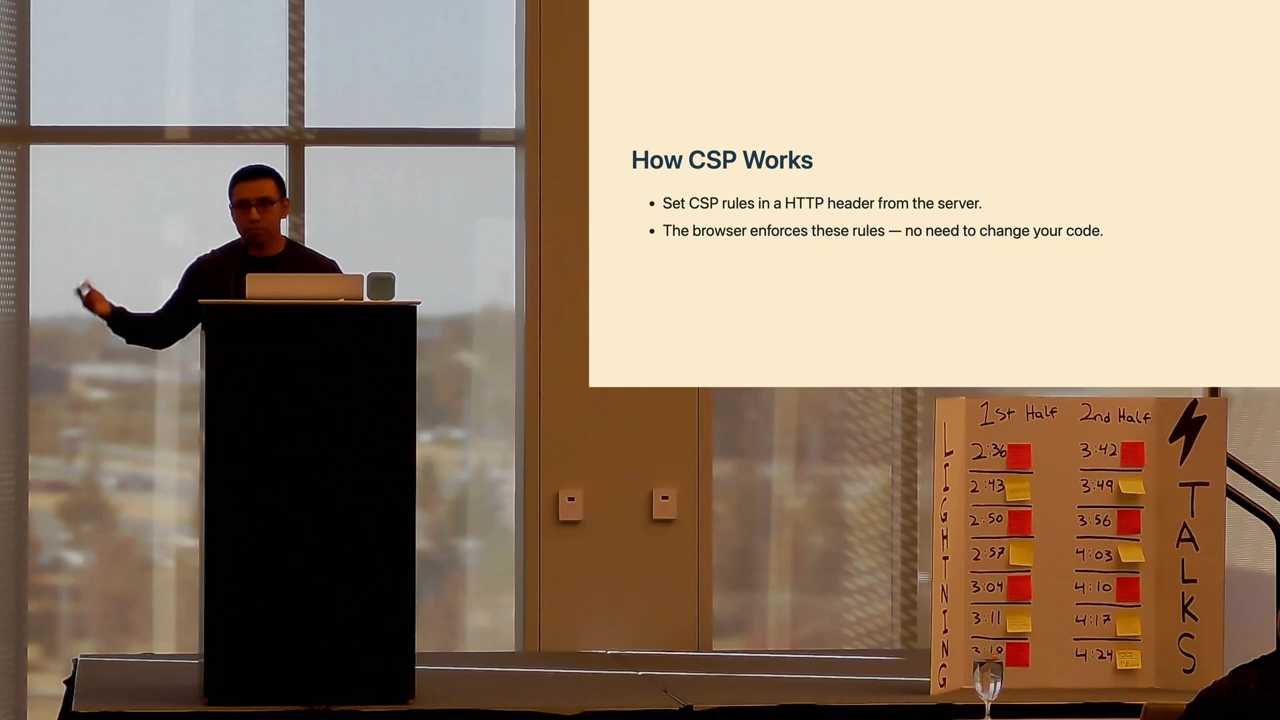 How CSP Works
• Set CSP rules in a HTTP header from the server.
• The browser enforces these rules — no need to change your code.
LIGHTNING
1st Half
2:36
2:43
2:50
2:57
3:04
3:11
2nd Half
3:42
3:49
3:56
4:03
4:10
4:17
4:24
TALKS